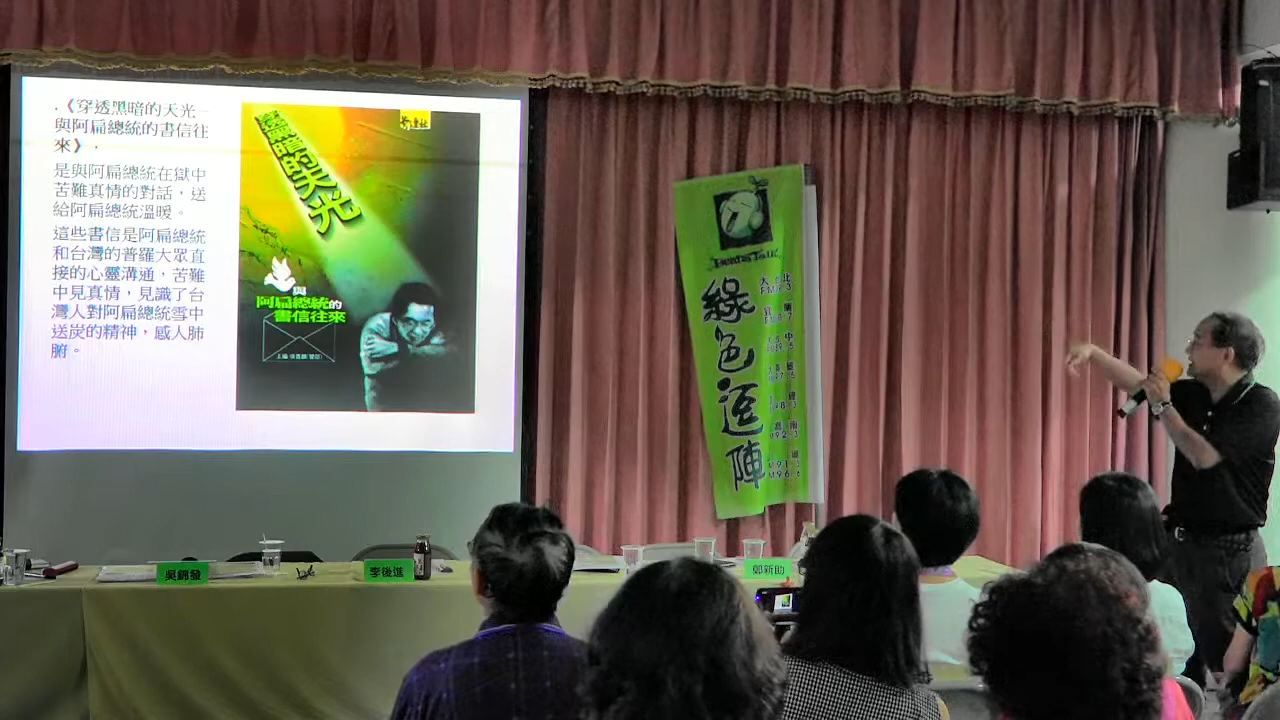 ．《穿透黑暗的天光－
與阿扁總統的書信往
來》．
是與阿扁總統在獄中
苦難真情的對話，送
給阿扁總統溫暖。
這些書信是阿扁總統
和台灣的普羅大眾直
接的心靈溝通，苦難
中見真情，見識了台
灣人對阿扁總統雪中
送炭的精神，感人肺
腑。
穿透黑暗的天光
與
阿扁總統的
書信往來
綠色逗陣
吳錦發
李後進
鄭新助